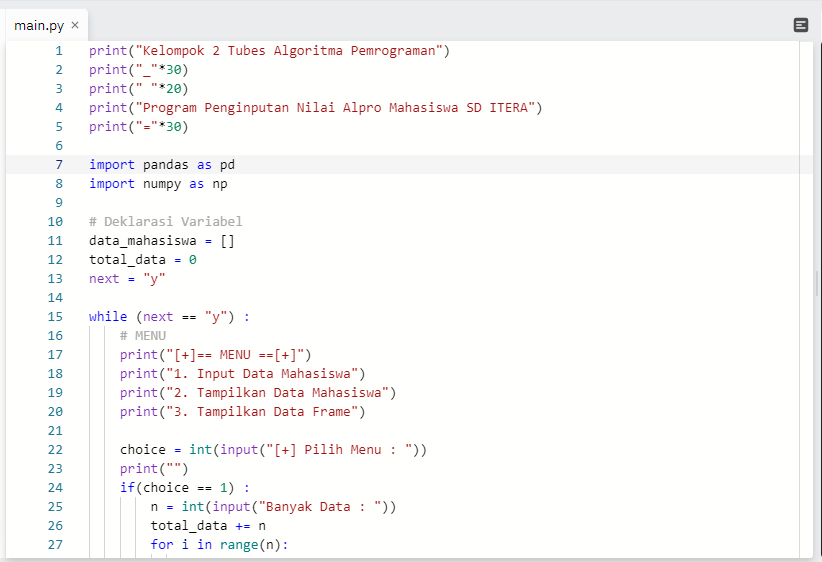 main.py ×
1 print("Kelompok 2 Tubes Algoritma Pemrograman")
2 print("_"*30)
3 print(" "*20)
4 print("Program Penginputan Nilai Alpro Mahasiswa SD ITERA")
5 print("="*30)
6
7 import pandas as pd
8 import numpy as np
9
10 # Deklarasi Variabel
11 data_mahasiswa = []
12 total_data = 0
13 next = "y"
14
15 while (next == "y") :
16     # MENU
17     print("[+]== MENU ==[+]")
18     print("1. Input Data Mahasiswa")
19     print("2. Tampilkan Data Mahasiswa")
20     print("3. Tampilkan Data Frame")
21
22     choice = int(input("[+] Pilih Menu : "))
23     print("")
24     if(choice == 1) :
25         n = int(input("Banyak Data : "))
26         total_data += n
27         for i in range(n):